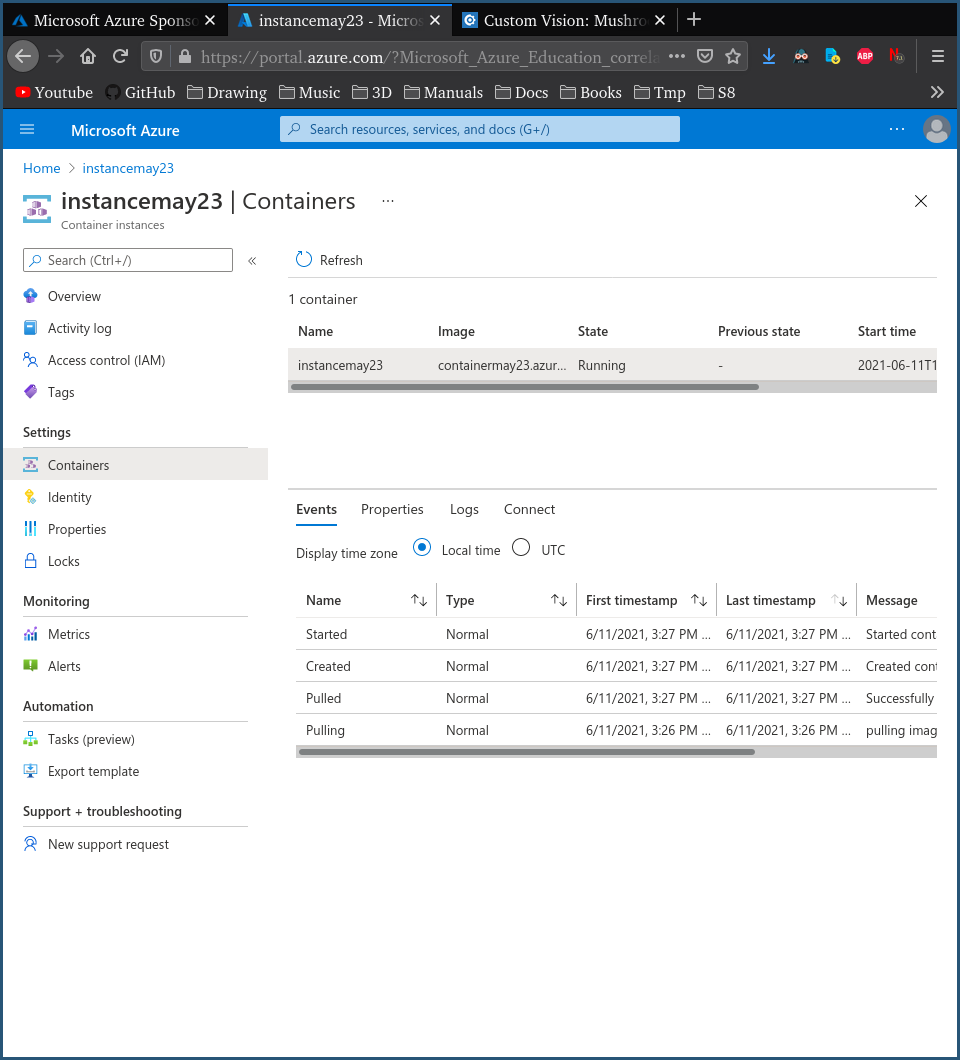 Microsoft Azure Sponso
instancemay23 - Micros
Custom Vision: Mushro
https://portal.azure.com/?Microsoft_Azure_Education_correla
ABP
Youtube GitHub Drawing Music 3D Manuals Docs Books Tmp S8
Microsoft Azure
Search resources, services, and docs (G+/)
Home > instancemay23
instancemay23 | Containers ...
Container instances
Search (Ctrl+/)
«
Overview
Activity log
Access control (IAM)
Tags
Settings
Containers
Identity
Properties
Locks
Monitoring
Metrics
Alerts
Automation
Tasks (preview)
Export template
Support + troubleshooting
New support request
Refresh
1 container
Name Image State Previous state Start time
instancemay23 containermay23.azur... Running - 2021-06-11T1
Events Properties Logs Connect
Display time zone Local time UTC
Name Type First timestamp Last timestamp Message
Started Normal 6/11/2021, 3:27 PM ... 6/11/2021, 3:27 PM ... Started cont
Created Normal 6/11/2021, 3:27 PM ... 6/11/2021, 3:27 PM ... Created cont
Pulled Normal 6/11/2021, 3:27 PM ... 6/11/2021, 3:27 PM ... Successfully
Pulling Normal 6/11/2021, 3:26 PM ... 6/11/2021, 3:26 PM ... pulling imag